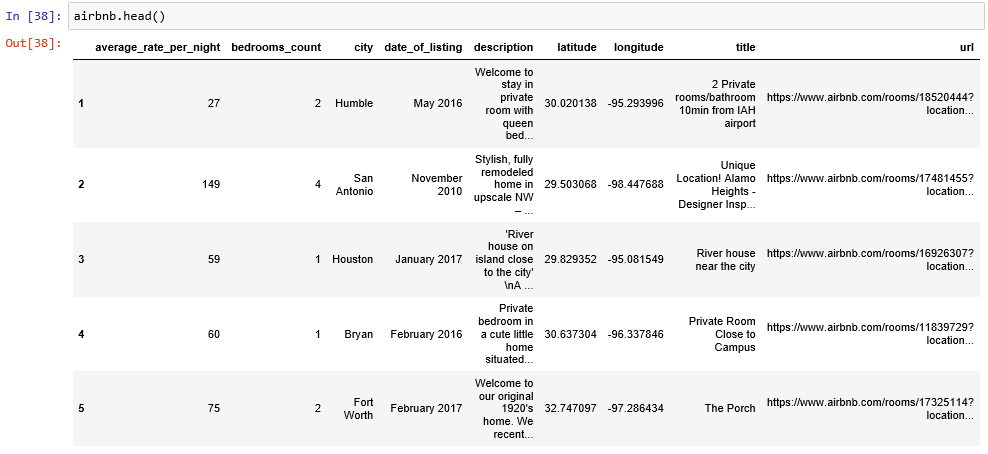 In [38]: airbnb.head()
Out[38]:
average_rate_per_night bedrooms_count city date_of_listing description latitude longitude title url
1 27 2 Humble May 2016 Welcome to stay in private room with queen bed... 30.020138 -95.293996 2 Private rooms/bathroom 10min from IAH airport https://www.airbnb.com/rooms/18520444?location...
2 149 4 San Antonio November 2010 Stylish, fully remodeled home in upscale NW – ... 29.503068 -98.447688 Unique Location! Alamo Heights - Designer Insp... https://www.airbnb.com/rooms/17481455?location...
3 59 1 Houston January 2017 'River house on island close to the city' \nA ... 29.829352 -95.081549 River house near the city https://www.airbnb.com/rooms/16926307?location...
4 60 1 Bryan February 2016 Private bedroom in a cute little home situated... 30.637304 -96.337846 Private Room Close to Campus https://www.airbnb.com/rooms/11839729?location...
5 75 2 Fort Worth February 2017 Welcome to our original 1920's home. We recent... 32.747097 -97.286434 The Porch https://www.airbnb.com/rooms/17325114?location...